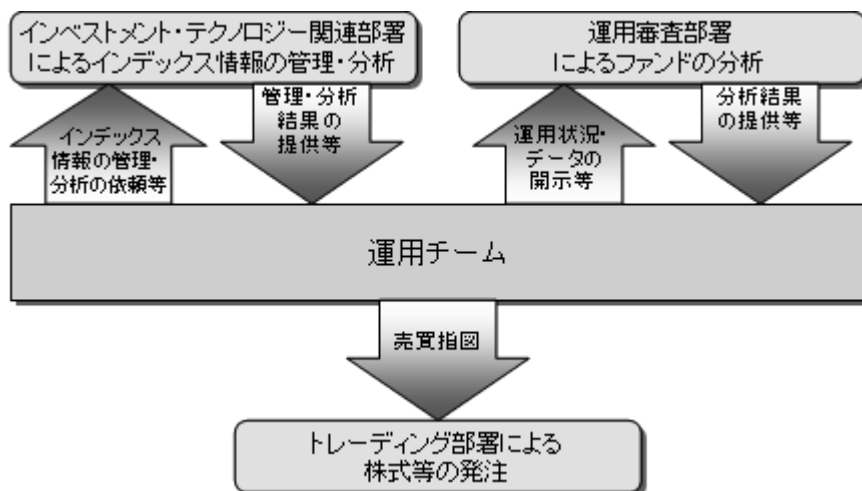 インベストメント・テクノロジー関連部署
によるインデックス情報の管理・分析
運用審査部署
によるファンドの分析
インデックス
情報の管理・
分析の依頼等
管理・分析
結果の
提供等
運用状況・
データの
開示等
分析結果
の提供等
運用チーム
売買指図
トレーディング部署による
株式等の発注